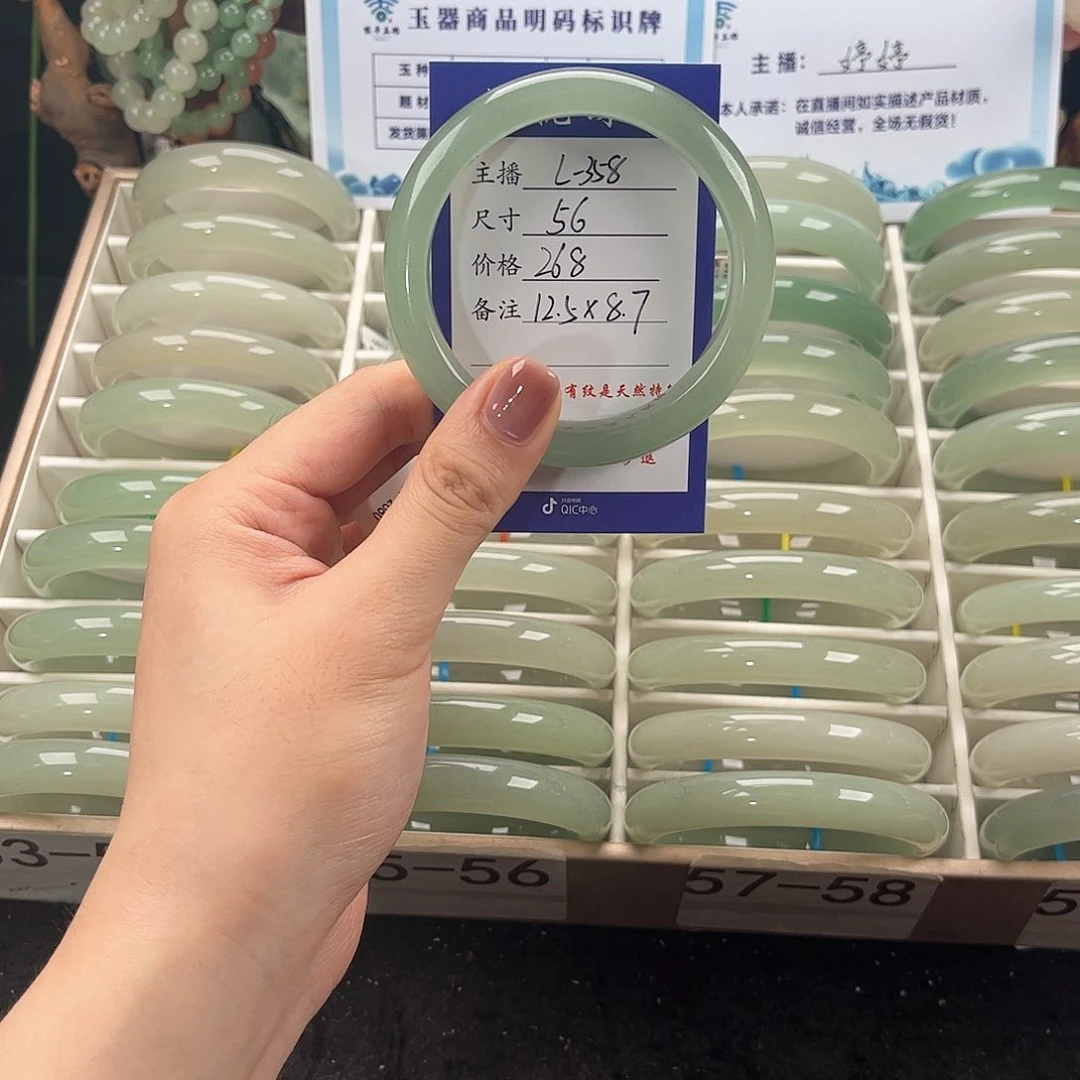 玉器商品明码标识牌
玉种
题材
主播：婷婷
本人承诺：在直播间如实描述产品材质，
诚信经营，全场无假货！
主播 L-358
尺寸 56
价格 268
备注 12.5×8.7
有纹是天然特
QIC中心
5-56
57-58